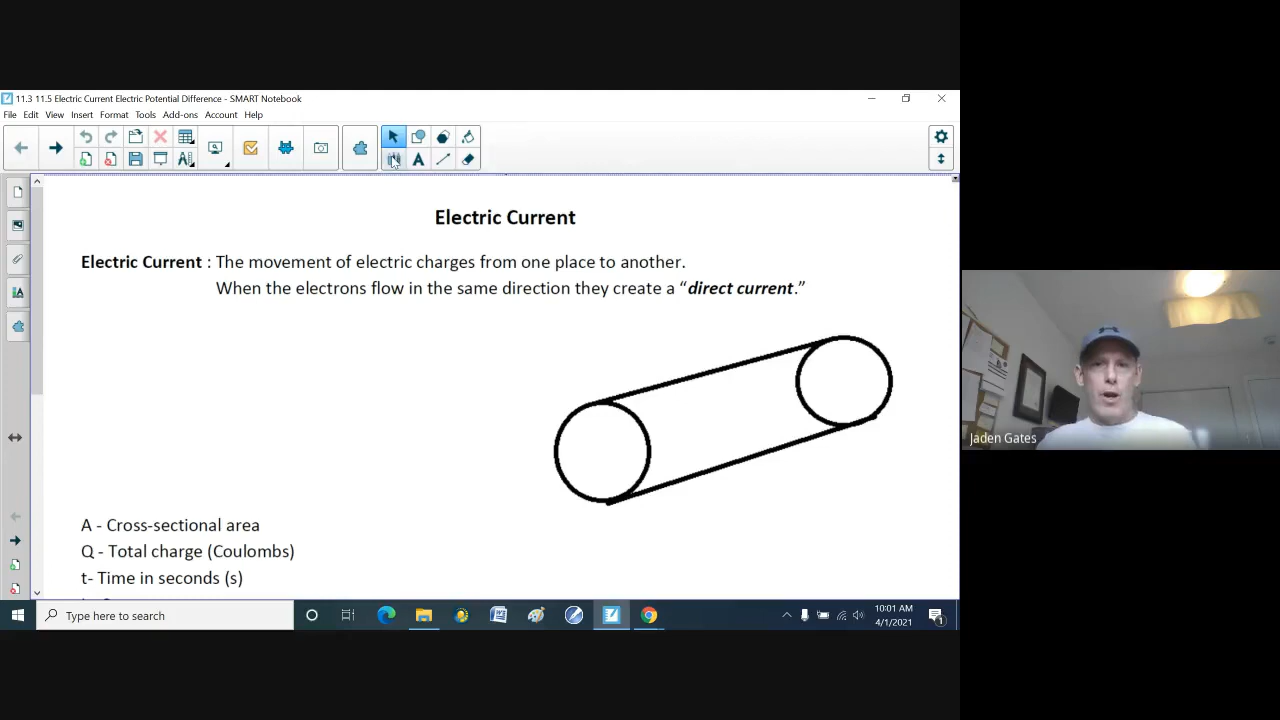 11.3 11.5 Electric Current Electric Potential Difference - SMART Notebook
File Edit View Insert Format Tools Add-ons Account Help
Electric Current
Electric Current : The movement of electric charges from one place to another.
When the electrons flow in the same direction they create a “direct current.”
Jaden Gates
A - Cross-sectional area
Q - Total charge (Coulombs)
t- Time in seconds (s)
Type here to search
10:01 AM
4/1/2021